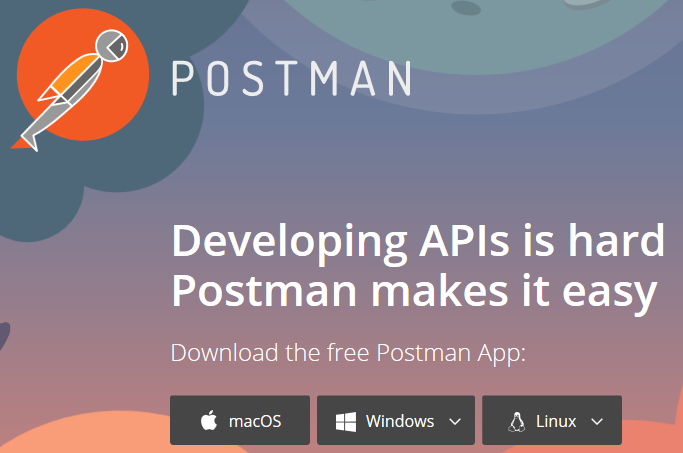 POSTMAN
Developing APIs is hard
Postman makes it easy
Download the free Postman App:
macOS Windows Linux